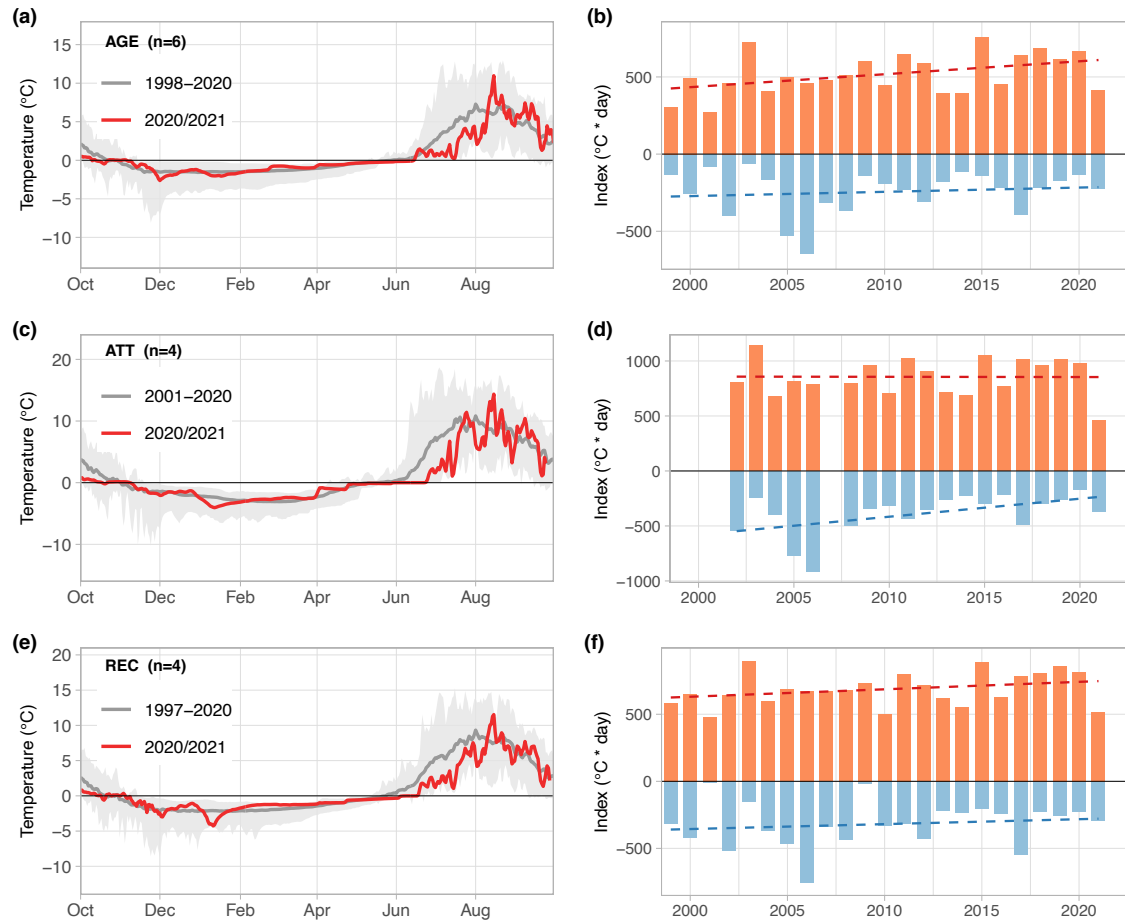 (a)
AGE (n=6)
1998−2020
2020/2021
Temperature (°C)
15
10
5
0
−5
−10
Oct Dec Feb Apr Jun Aug
(b)
Index (°C * day)
500
0
−500
2000 2005 2010 2015 2020
(c)
ATT (n=4)
2001−2020
2020/2021
Temperature (°C)
20
10
0
−10
Oct Dec Feb Apr Jun Aug
(d)
Index (°C * day)
1000
500
0
−500
−1000
2000 2005 2010 2015 2020
(e)
REC (n=4)
1997−2020
2020/2021
Temperature (°C)
20
15
10
5
0
−5
−10
Oct Dec Feb Apr Jun Aug
(f)
Index (°C * day)
500
0
−500
2000 2005 2010 2015 2020